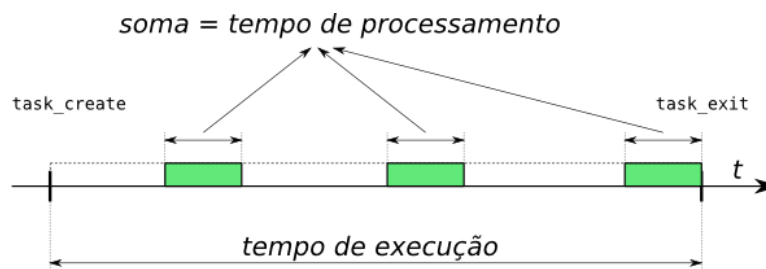 soma = tempo de processamento
task_create
task_exit
t
tempo de execução